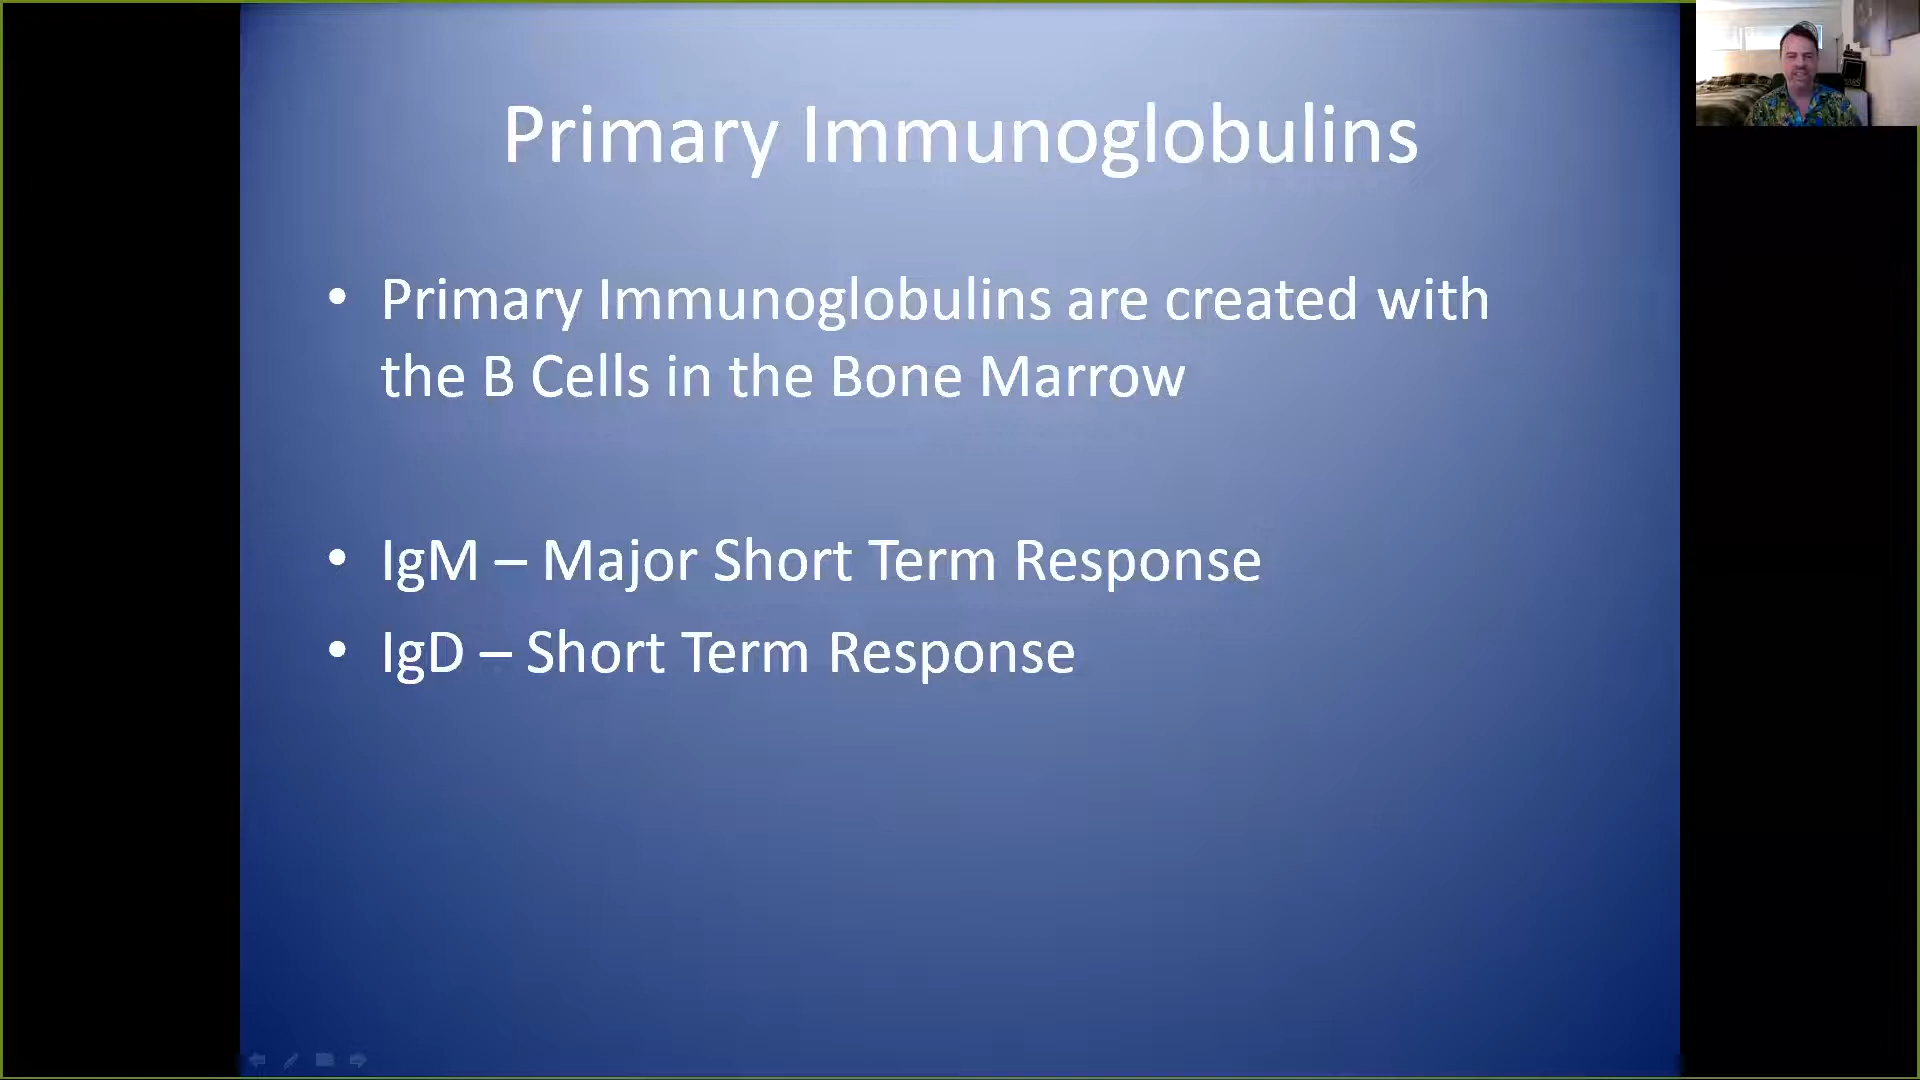 Primary Immunoglobulins
• Primary Immunoglobulins are created with
the B Cells in the Bone Marrow
• IgM – Major Short Term Response
• IgD – Short Term Response